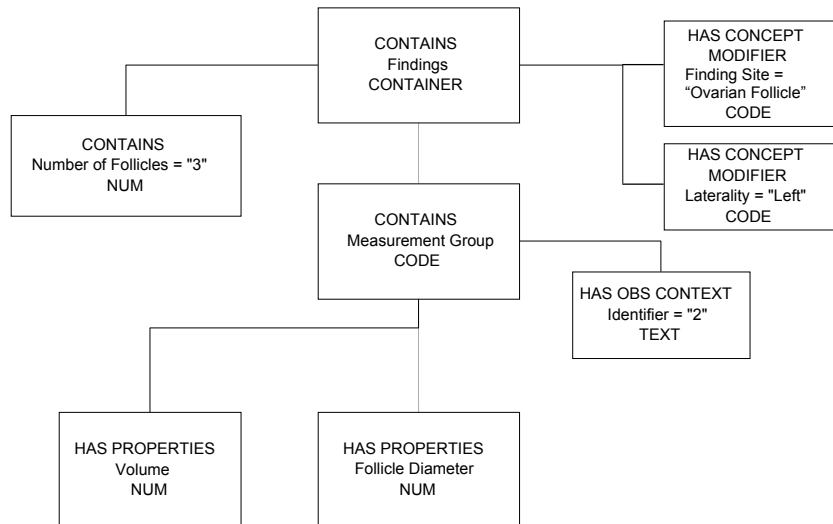 CONTAINS
Findings
CONTAINER
HAS CONCEPT
MODIFIER
Finding Site =
“Ovarian Follicle”
CODE
CONTAINS
Number of Follicles = "3"
NUM
HAS CONCEPT
MODIFIER
Laterality = "Left"
CODE
CONTAINS
Measurement Group
CODE
HAS OBS CONTEXT
Identifier = "2"
TEXT
HAS PROPERTIES
Volume
NUM
HAS PROPERTIES
Follicle Diameter
NUM